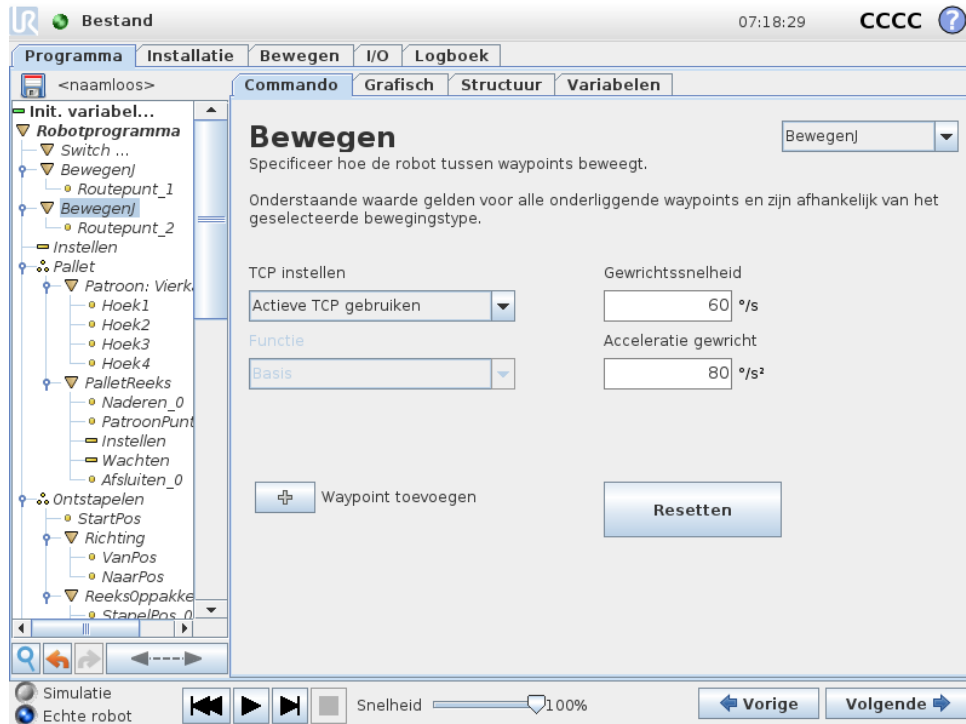 UR Bestand 07:18:29 CCCC ?
Programma Installatie Bewegen I/O Logboek
<naamloos>
Commando Grafisch Structuur Variabelen
Init. variabel...
Robotprogramma
Switch ...
BewegenJ
Routepunt_1
BewegenJ
Routepunt_2
Instellen
Pallet
Patroon: Vierk
Hoek1
Hoek2
Hoek3
Hoek4
PalletReeks
Naderen_0
PatroonPunt
Instellen
Wachten
Afsluiten_0
Ontstapelen
StartPos
Richting
VanPos
NaarPos
ReeksOppakke
StapelPos_0
Bewegen
BewegenJ
Specificeer hoe de robot tussen waypoints beweegt.
Onderstaande waarde gelden voor alle onderliggende waypoints en zijn afhankelijk van het
geselecteerde bewegingstype.
TCP instellen
Actieve TCP gebruiken
Functie
Basis
Gewrichtssnelheid
60 °/s
Acceleratie gewricht
80 °/s²
Waypoint toevoegen
Resetten
Simulatie
Echte robot
Snelheid 100%
Vorige
Volgende